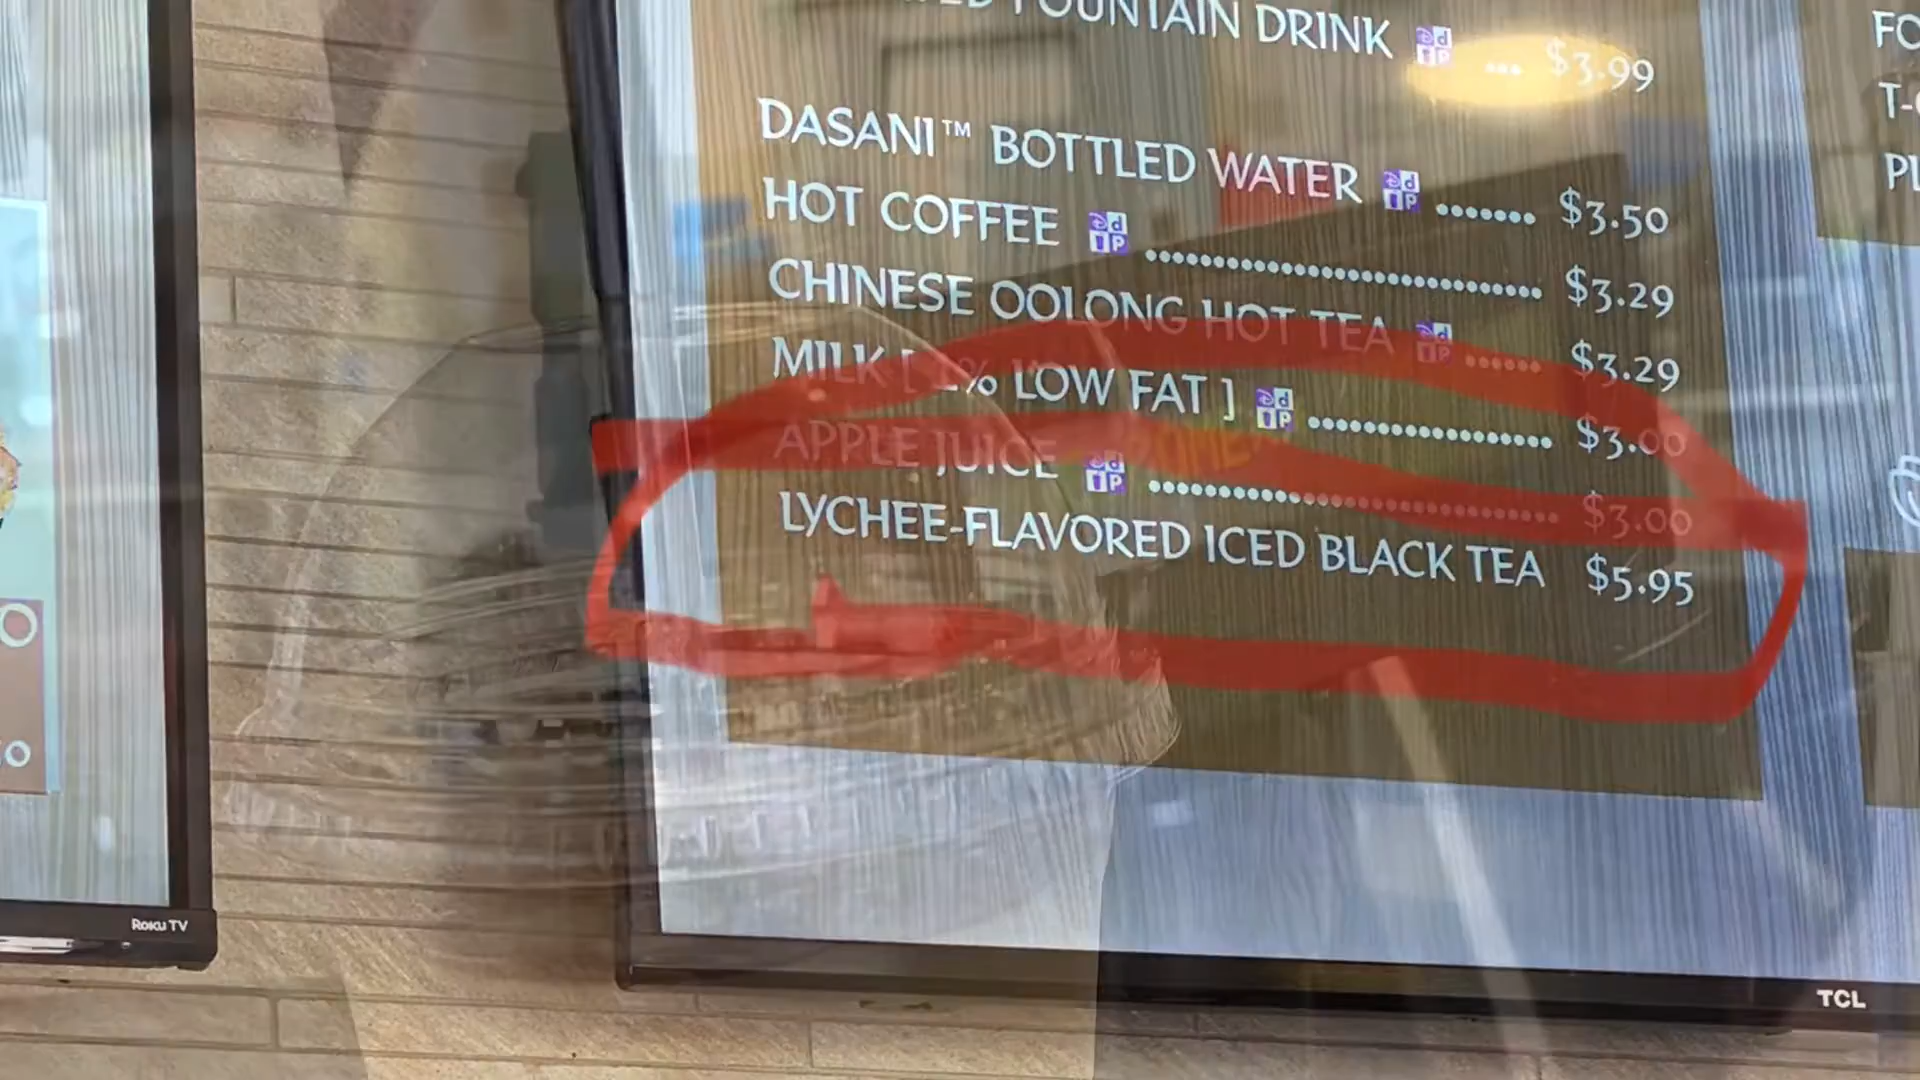 FOUNTAIN DRINK ... $3.99
DASANI™ BOTTLED WATER ....... $3.50
HOT COFFEE ................................ $3.29
CHINESE OOLONG HOT TEA ...... $3.29
MILK [ % LOW FAT ] .................... $3.00
APPLE JUICE ................................. $3.00
LYCHEE-FLAVORED ICED BLACK TEA $5.95
Roku TV
TCL